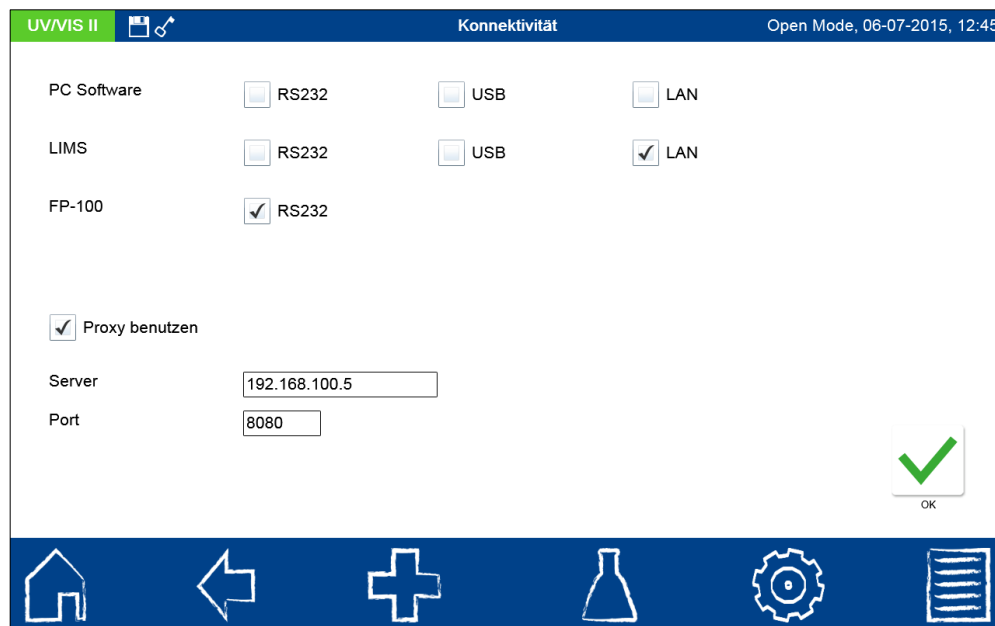 UV/VIS II Konnektivität Open Mode, 06-07-2015, 12:45
PC Software RS232 USB LAN
LIMS RS232 USB LAN
FP-100 RS232
Proxy benutzen
Server 192.168.100.5
Port 8080
OK